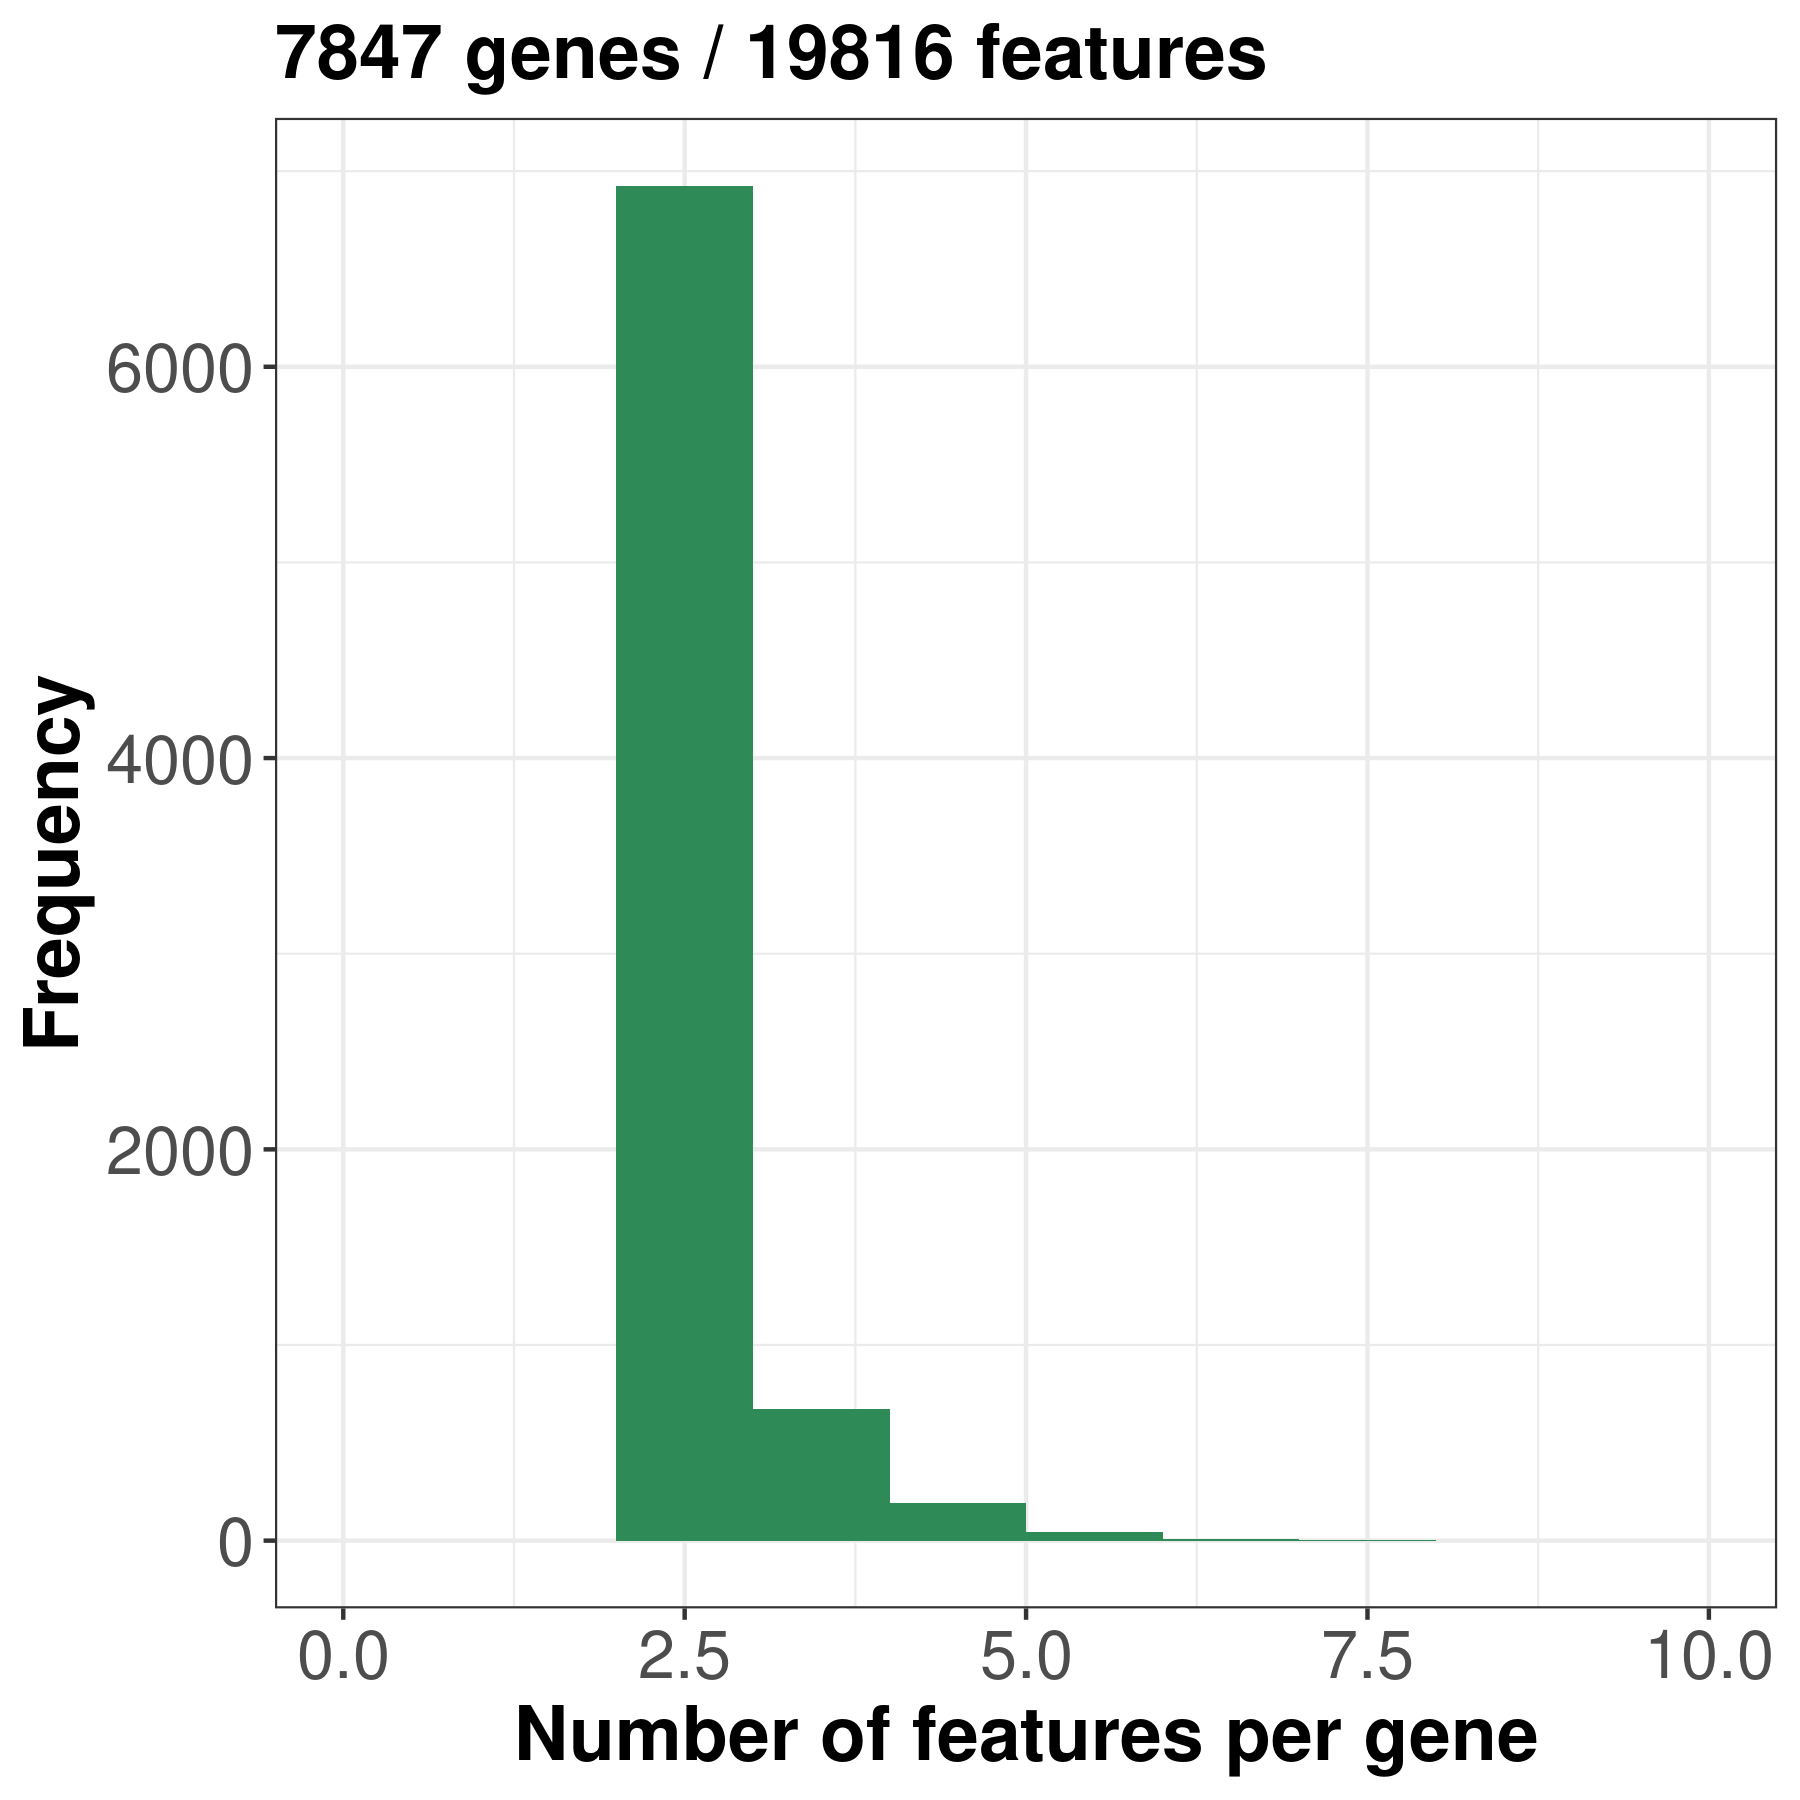 7847 genes / 19816 features
Frequency
6000
4000
2000
0
0.0 2.5 5.0 7.5 10.0
Number of features per gene